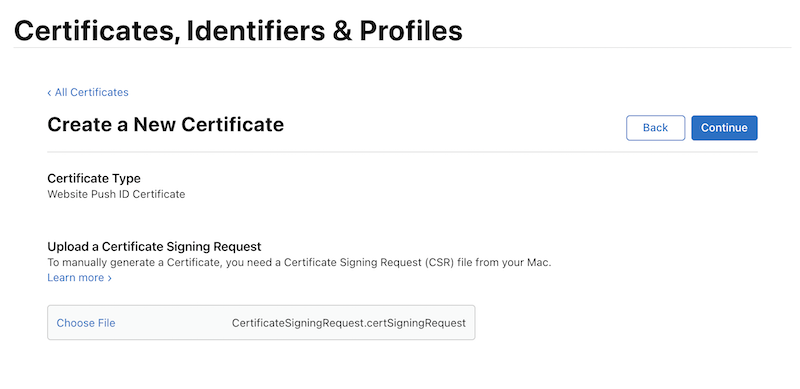 Certificates, Identifiers & Profiles
‹ All Certificates
Create a New Certificate
Back
Continue
Certificate Type
Website Push ID Certificate
Upload a Certificate Signing Request
To manually generate a Certificate, you need a Certificate Signing Request (CSR) file from your Mac.
Learn more ›
Choose File
CertificateSigningRequest.certSigningRequest